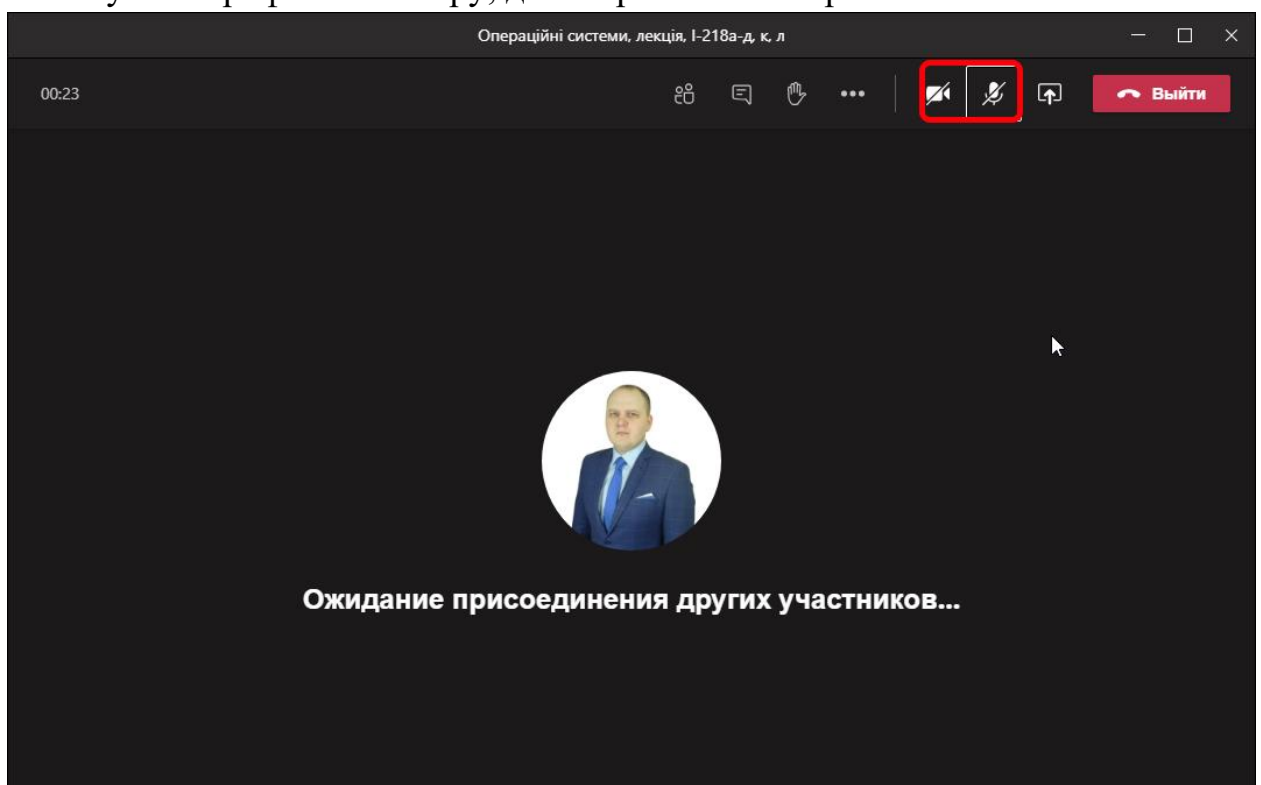 Операційні системи, лекція, І-218а-д, к, л
00:23
Выйти
Ожидание присоединения других участников...